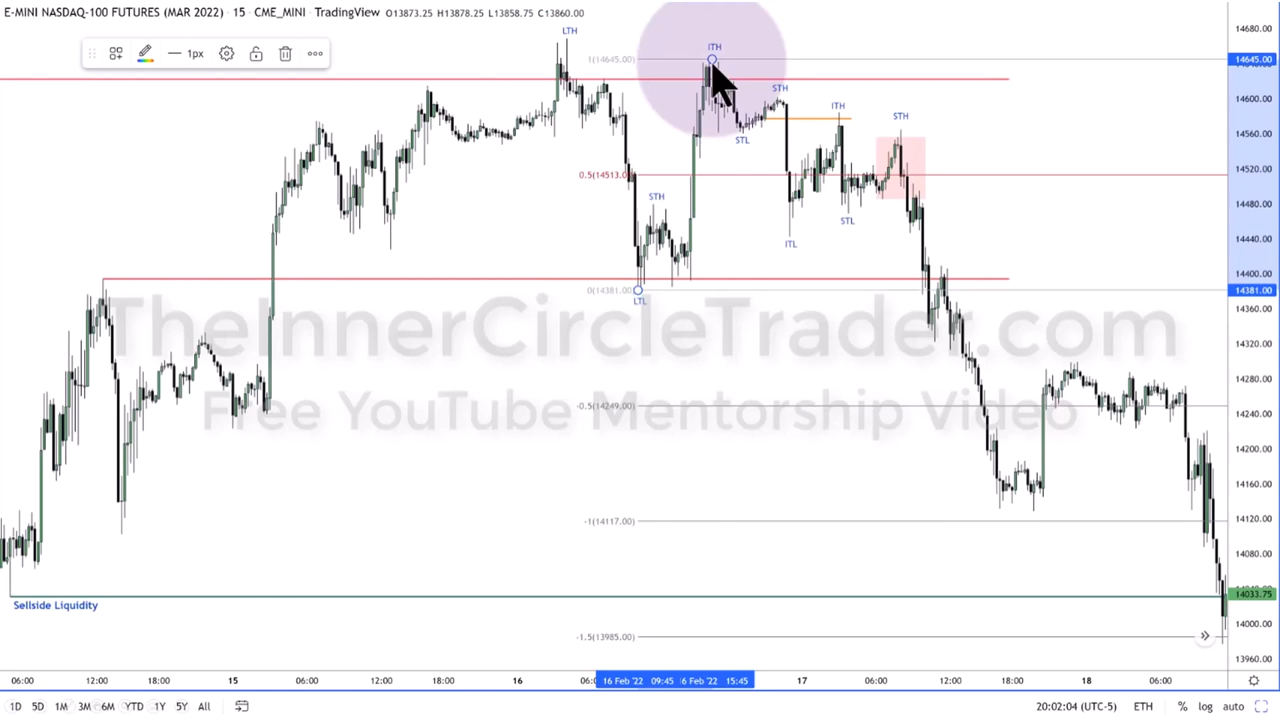 E-MINI NASDAQ-100 FUTURES (MAR 2022) · 15 · CME_MINI · TradingView O13873.25 H13878.25 L13858.75 C13860.00
14680.00
LTH
ITH
1px
1(14645.00)
14645.00
STH
14600.00
ITH
STH
14560.00
STL
0.5(14513.00)
14520.00
STH
14480.00
STL
14440.00
ITL
14400.00
0(14381.00)
14381.00
LTL
14360.00
TheInnerCircleTrader.com
14320.00
14280.00
-0.5(14249.00)
Free YouTube Mentorship Video
14240.00
14200.00
14160.00
-1(14117.00)
14120.00
14080.00
14033.75
Sellside Liquidity
14000.00
-1.5(13985.00)
13960.00
06:00 12:00 18:00 15 06:00 12:00 18:00 16 16 Feb '22 09:45 6 Feb '22 15:45 17 06:00 12:00 18:00 18 06:00
1D 5D 1M 3M 6M YTD 1Y 5Y All 20:02:04 (UTC-5) ETH % log auto